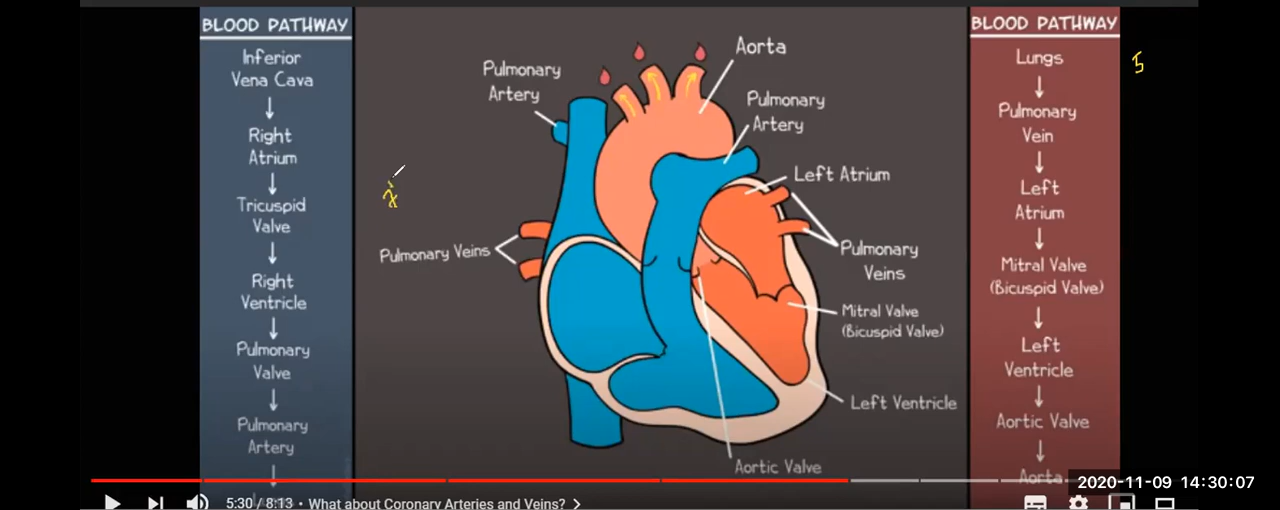 BLOOD PATHWAY
Inferior
Vena Cava
Right
Atrium
Tricuspid
Valve
Right
Ventricle
Pulmonary
Valve
Pulmonary
Artery
Pulmonary
Artery
Aorta
Pulmonary
Artery
Left Atrium
Pulmonary Veins
Pulmonary
Veins
Mitral Valve
(Bicuspid Valve)
Left Ventricle
Aortic Valve
BLOOD PATHWAY
Lungs
Pulmonary
Vein
Left
Atrium
Mitral Valve
(Bicuspid Valve)
Left
Ventricle
Aortic Valve
Aorta
5:30 / 8:13 • What about Coronary Arteries and Veins?
2020-11-09 14:30:07